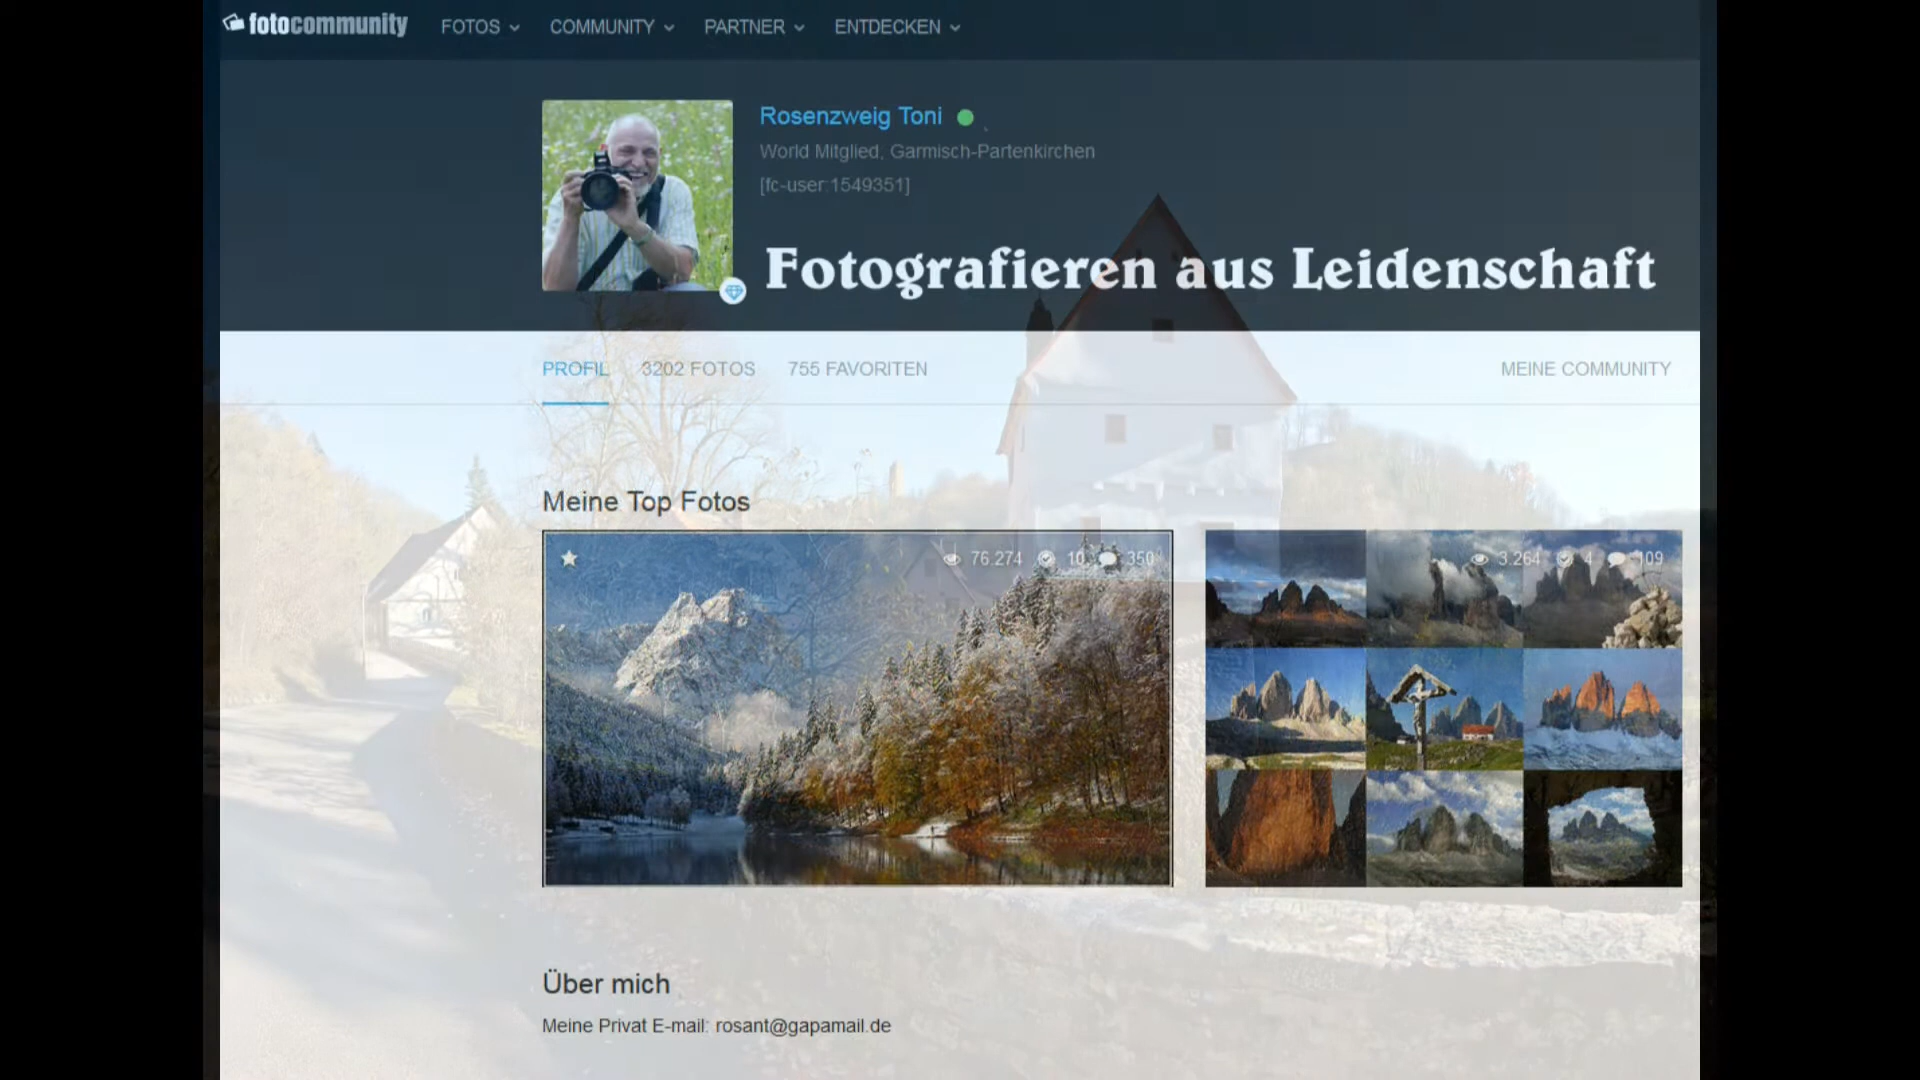 fotocommunity FOTOS COMMUNITY PARTNER ENTDECKEN
Rosenzweig Toni
World Mitglied, Garmisch-Partenkirchen
[fc-user:1549351]
Fotografieren aus Leidenschaft
PROFIL 3202 FOTOS 755 FAVORITEN MEINE COMMUNITY
Meine Top Fotos
76.274 10 350 3.264 4 109
Über mich
Meine Privat E-mail: rosant@gapamail.de